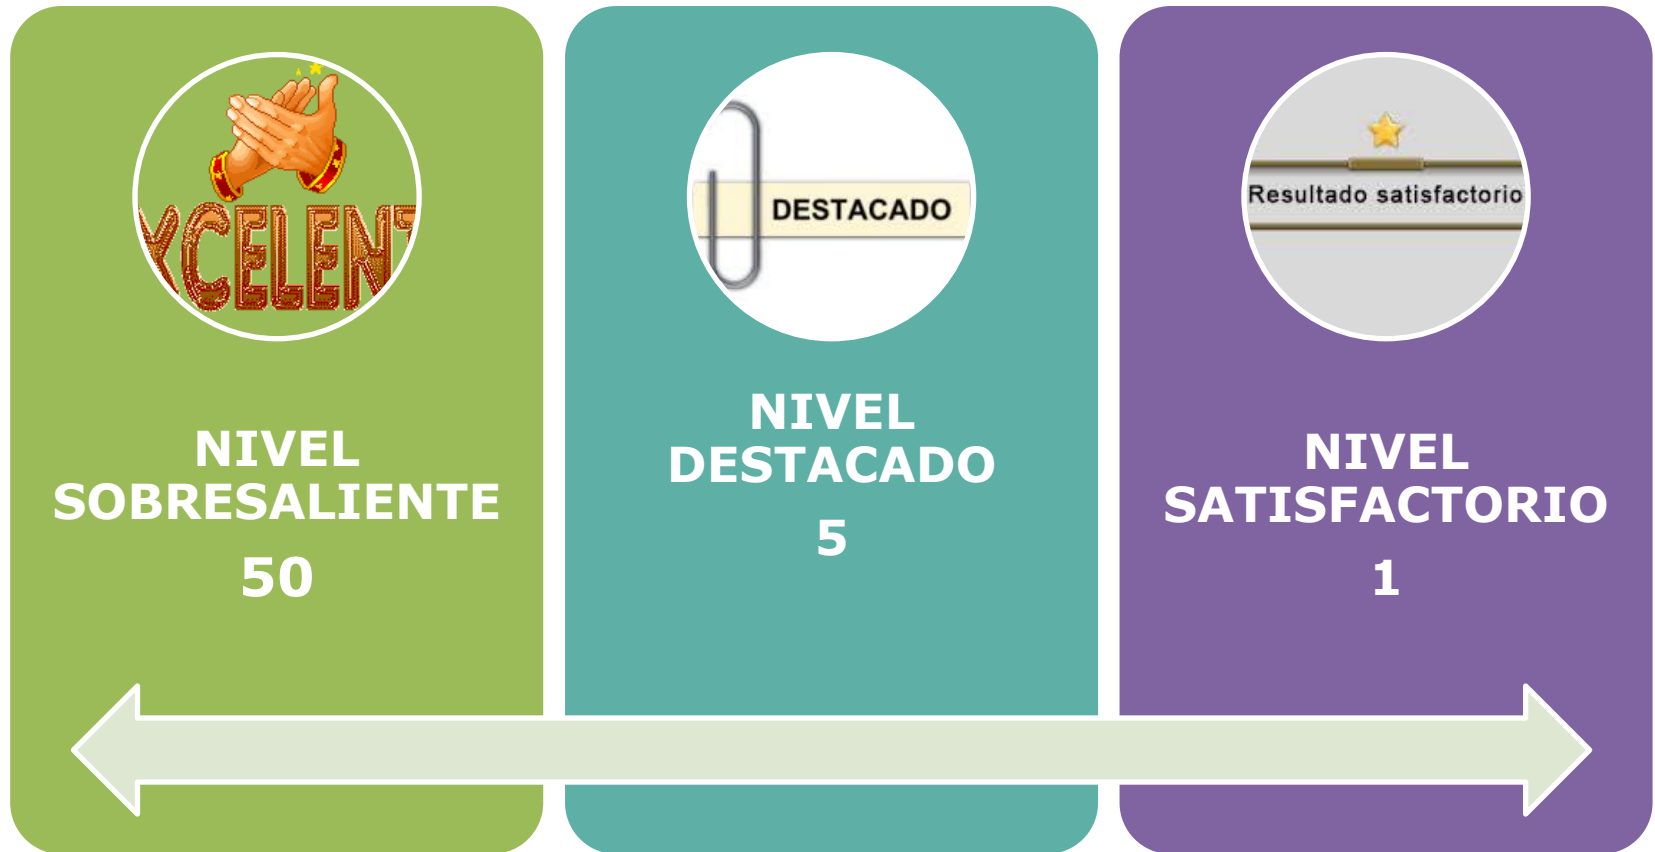 XCELENT
NIVEL
SOBRESALIENTE
50
DESTACADO
NIVEL
DESTACADO
5
Resultado satisfactorio
NIVEL
SATISFACTORIO
1